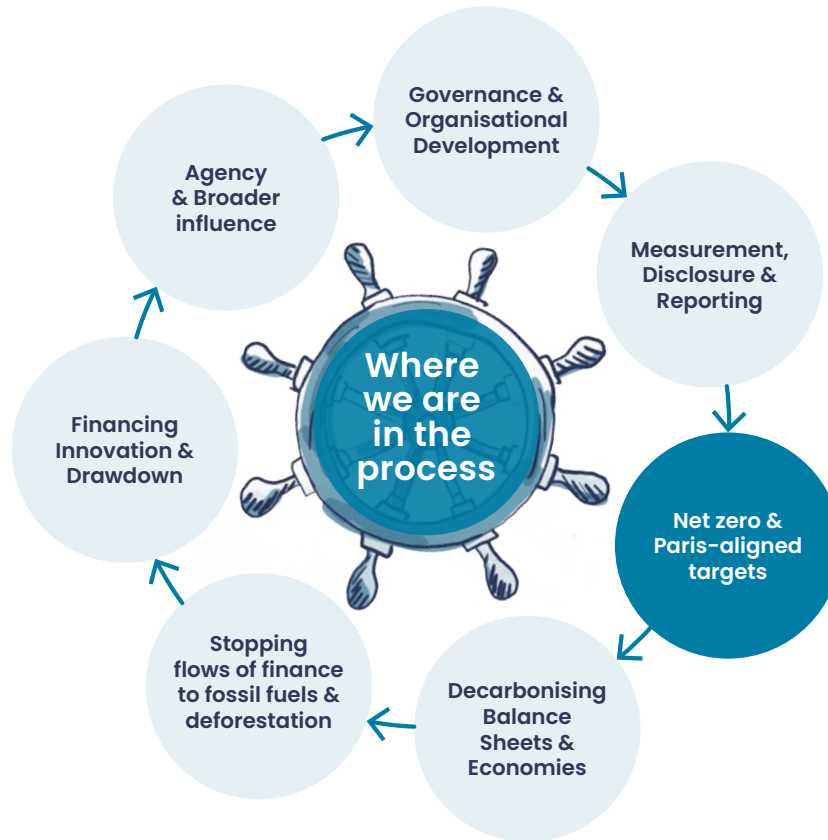 Governance &
Organisational
Development
Agency
& Broader
influence
Measurement,
Disclosure &
Reporting
Where
we are
in the
process
Financing
Innovation &
Drawdown
Net zero &
Paris-aligned
targets
Stopping
flows of finance
to fossil fuels &
deforestation
Decarbonising
Balance
Sheets &
Economies